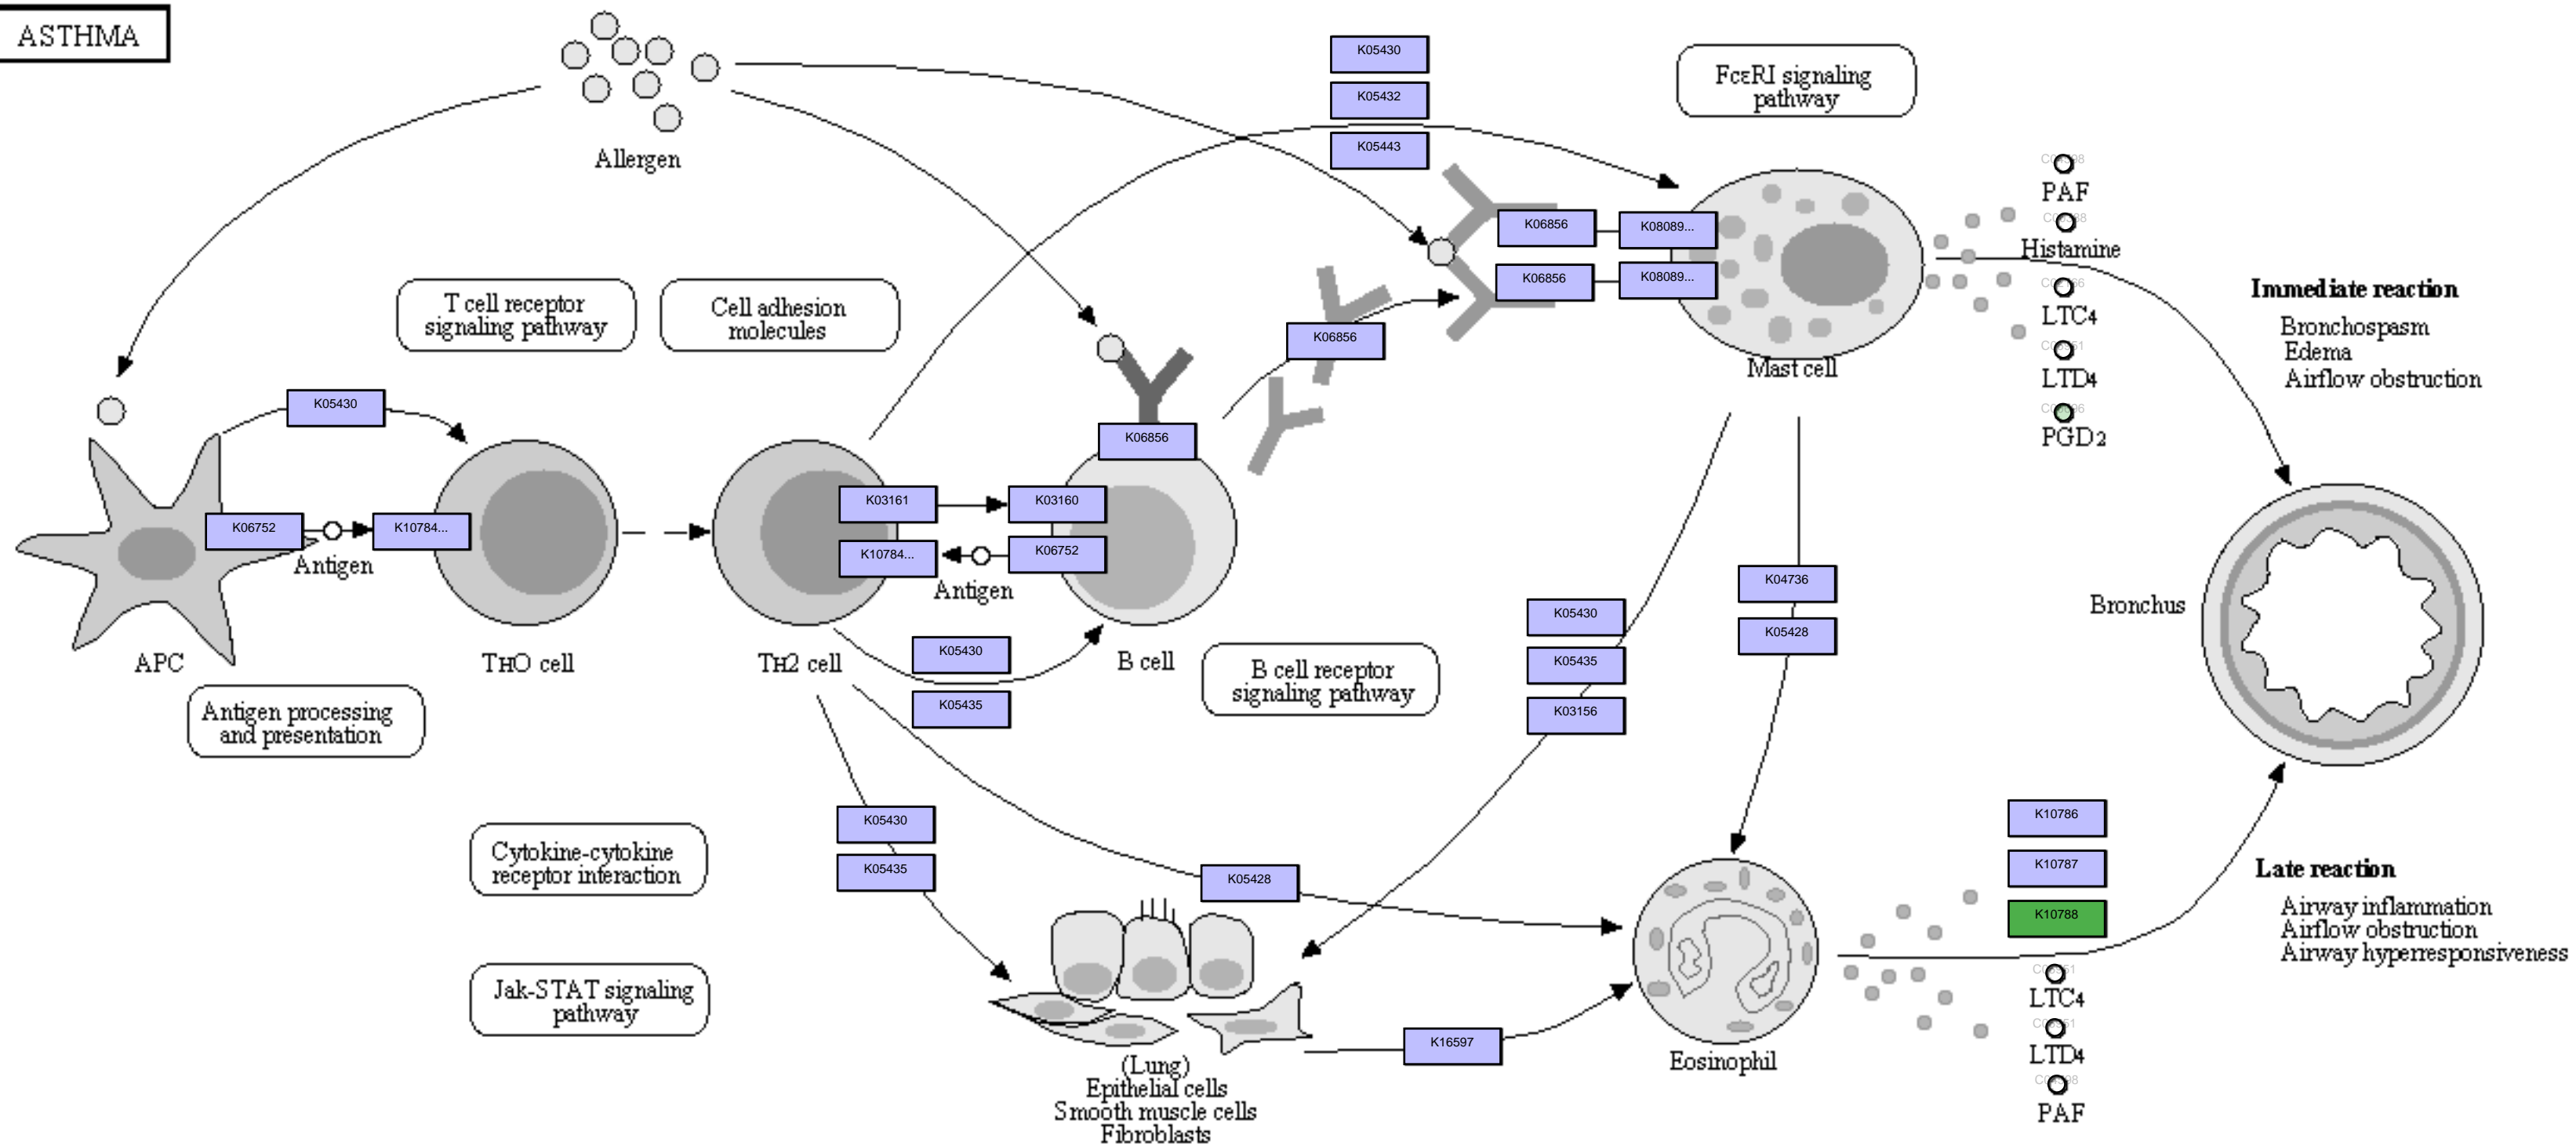 ASTHMA
Allergen
K05430
K05432
K05443
FcεRI signaling
pathway
PAF
Histamine
LTC4
LTD4
PGD2
K06856
K08089...
K06856
K08089...
Mast cell
Immediate reaction
Bronchospasm
Edema
Airflow obstruction
T cell receptor
signaling pathway
Cell adhesion
molecules
K06856
K05430
K06856
K06752
Antigen
K10784...
K03161
K03160
K10784...
K06752
Antigen
APC
TH0 cell
TH2 cell
B cell
K05430
K05435
B cell receptor
signaling pathway
K05430
K05435
K03156
K04736
K05428
Bronchus
Antigen processing
and presentation
Cytokine-cytokine
receptor interaction
Jak-STAT signaling
pathway
K05430
K05435
K05428
K16597
(Lung)
Epithelial cells
Smooth muscle cells
Fibroblasts
Eosinophil
K10786
K10787
K10788
LTC4
LTD4
PAF
Late reaction
Airway inflammation
Airflow obstruction
Airway hyperresponsiveness